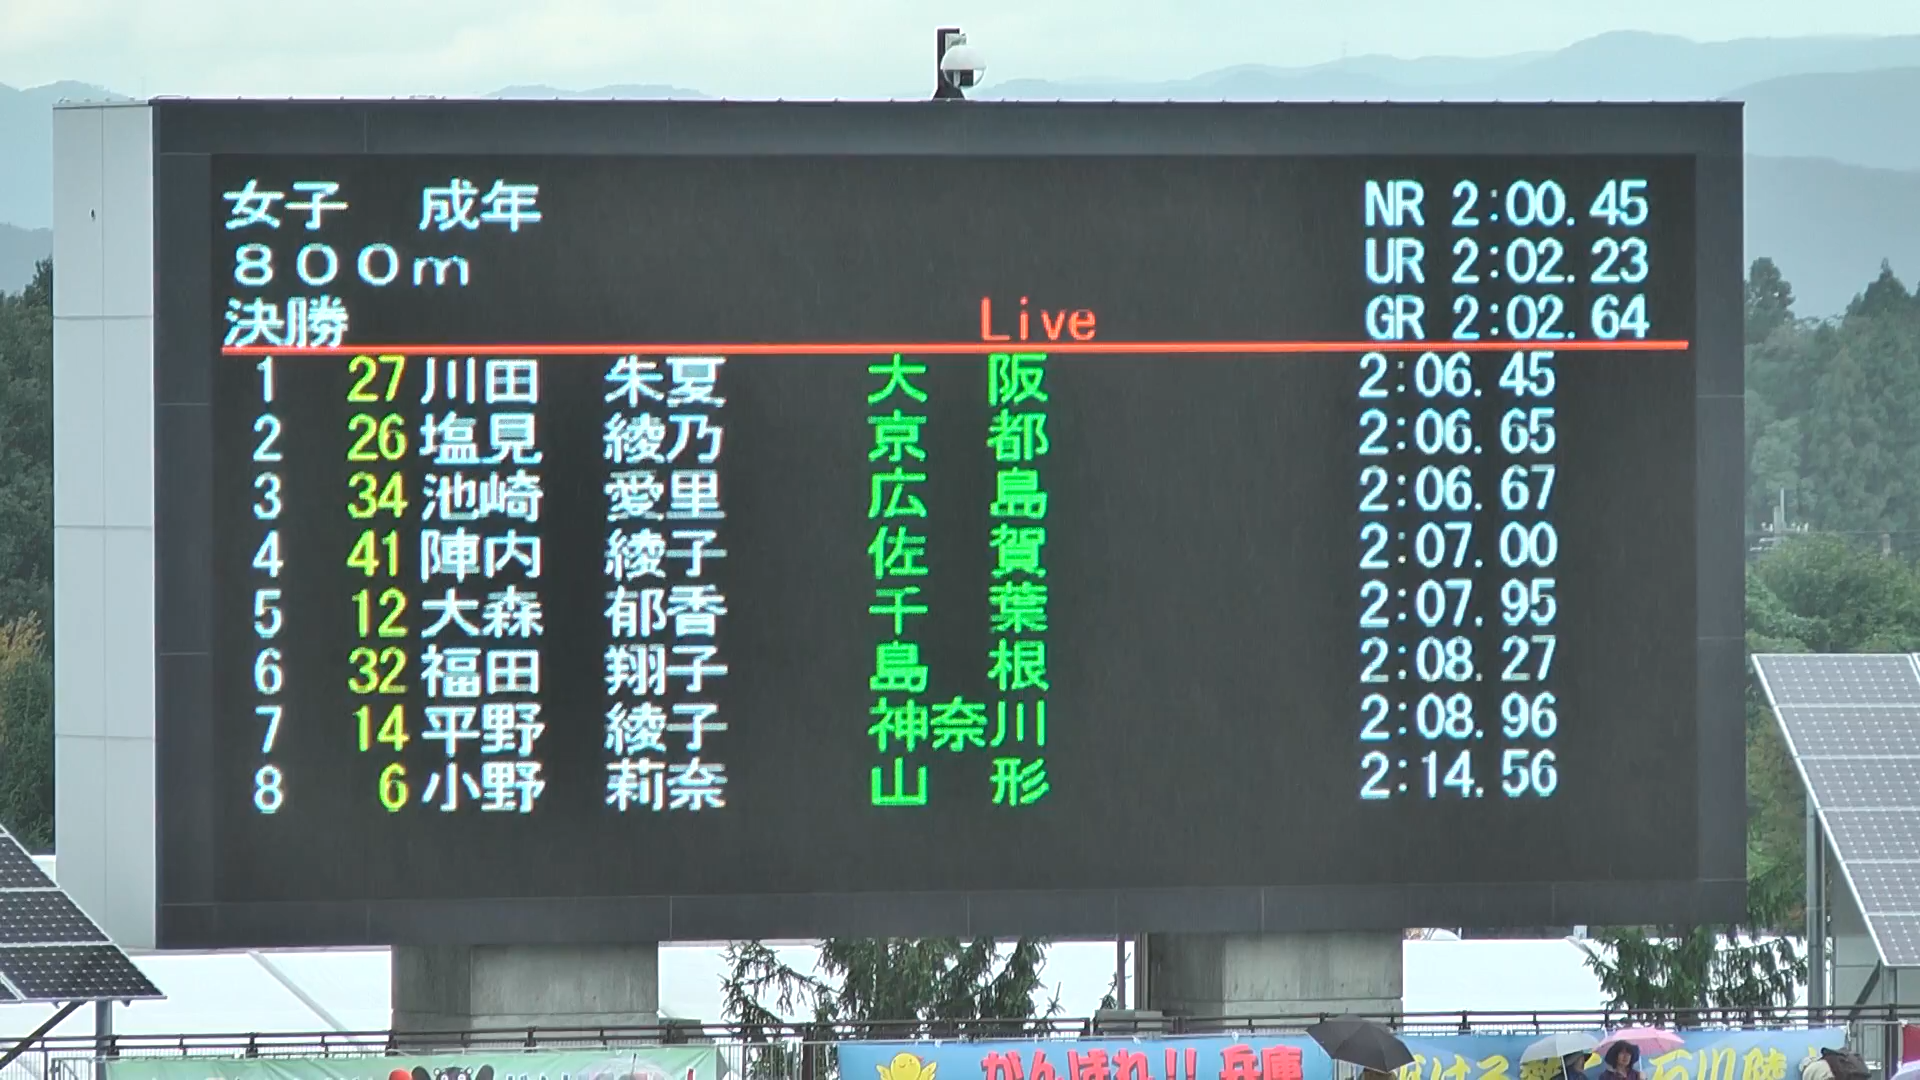 女子 成年 NR 2:00.45
800m UR 2:02.23
決勝 Live GR 2:02.64
1 27 川田 朱夏 大阪 2:06.45
2 26 塩見 綾乃 京都 2:06.65
3 34 池崎 愛里 広島 2:06.67
4 41 陣内 綾子 佐賀 2:07.00
5 12 大森 郁香 千葉 2:07.95
6 32 福田 翔子 島根 2:08.27
7 14 平野 綾子 神奈川 2:08.96
8 6 小野 莉奈 山形 2:14.56
がんばれ!! 兵庫
石川陸